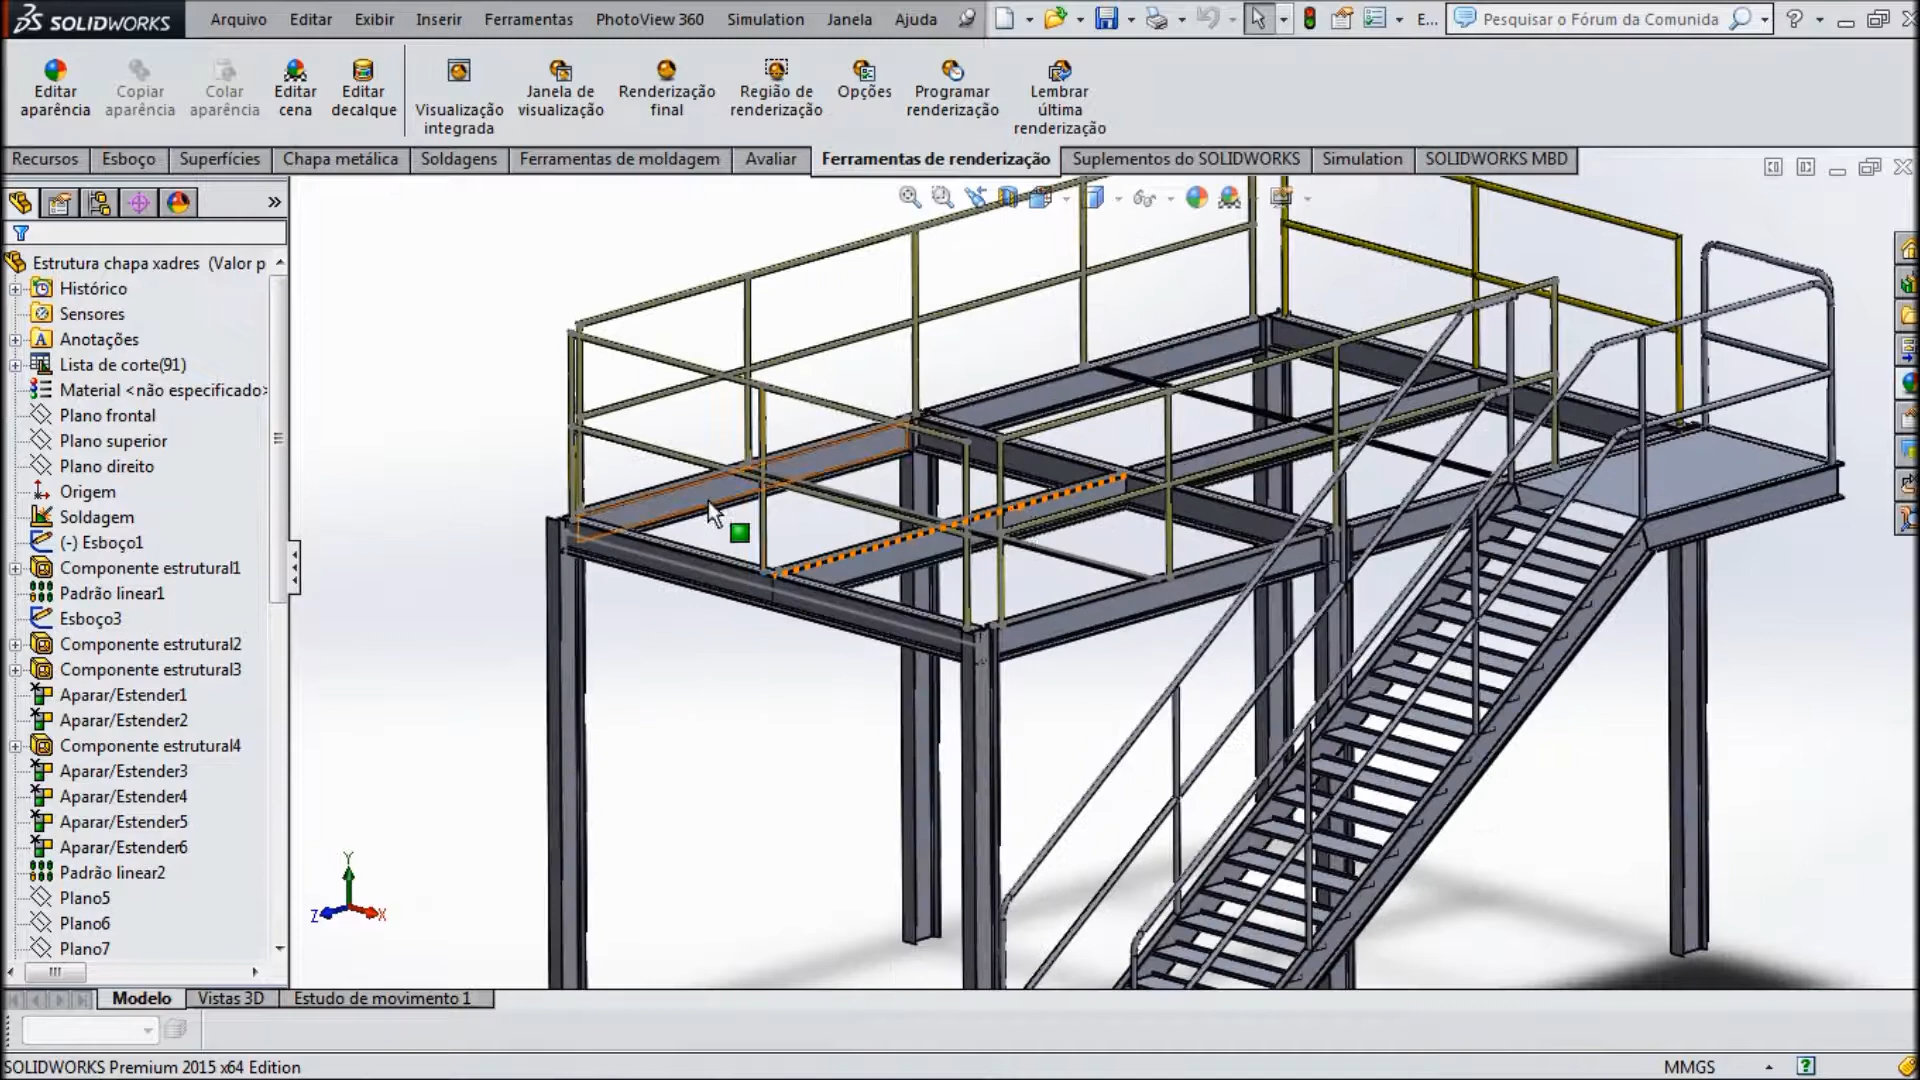 SOLIDWORKS
Arquivo Editar Exibir Inserir Ferramentas PhotoView 360 Simulation Janela Ajuda
E...
Pesquisar o Fórum da Comunida
Editar aparência
Copiar aparência
Colar aparência
Editar cena
Editar decalque
Visualização integrada
Janela de visualização
Renderização final
Região de renderização
Opções
Programar renderização
Lembrar última renderização
Recursos Esboço Superfícies Chapa metálica Soldagens Ferramentas de moldagem Avaliar Ferramentas de renderização Suplementos do SOLIDWORKS Simulation SOLIDWORKS MBD
Estrutura chapa xadres (Valor p
Histórico
Sensores
Anotações
Lista de corte(91)
Material <não especificado>
Plano frontal
Plano superior
Plano direito
Origem
Soldagem
(-) Esboço1
Componente estrutural1
Padrão linear1
Esboço3
Componente estrutural2
Componente estrutural3
Aparar/Estender1
Aparar/Estender2
Componente estrutural4
Aparar/Estender3
Aparar/Estender4
Aparar/Estender5
Aparar/Estender6
Padrão linear2
Plano5
Plano6
Plano7
Y
Z
X
Modelo Vistas 3D Estudo de movimento 1
SOLIDWORKS Premium 2015 x64 Edition
MMGS